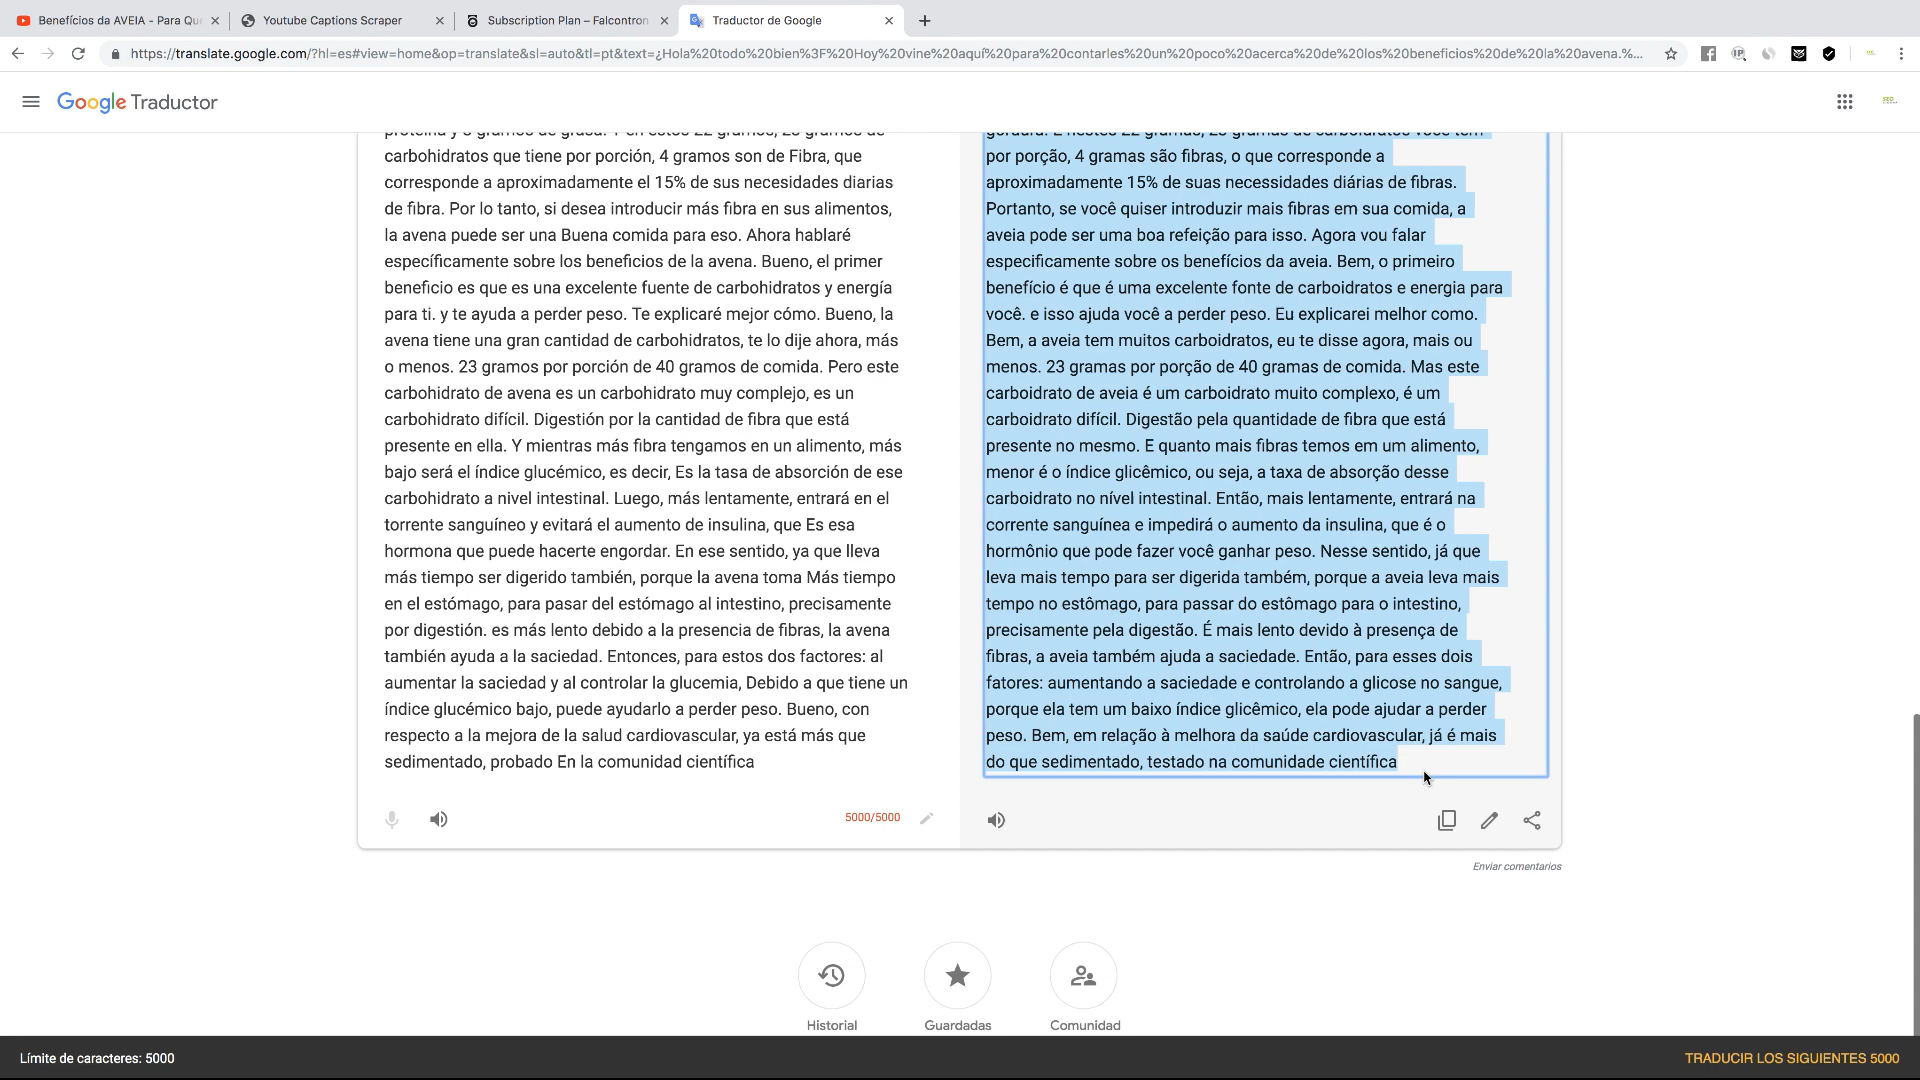 Benefícios da AVEIA - Para Qu
Youtube Captions Scraper
Subscription Plan – Falcontron
Traductor de Google
https://translate.google.com/?hl=es#view=home&op=translate&sl=auto&tl=pt&text=¿Hola%20todo%20bien%3F%20Hoy%20vine%20aquí%20para%20contarles%20un%20poco%20acerca%20de%20los%20beneficios%20de%20la%20avena.%...
Google Traductor
carbohidratos que tiene por porción, 4 gramos son de Fibra, que
corresponde a aproximadamente el 15% de sus necesidades diarias
de fibra. Por lo tanto, si desea introducir más fibra en sus alimentos,
la avena puede ser una Buena comida para eso. Ahora hablaré
específicamente sobre los beneficios de la avena. Bueno, el primer
beneficio es que es una excelente fuente de carbohidratos y energía
para ti. y te ayuda a perder peso. Te explicaré mejor cómo. Bueno, la
avena tiene una gran cantidad de carbohidratos, te lo dije ahora, más
o menos. 23 gramos por porción de 40 gramos de comida. Pero este
carbohidrato de avena es un carbohidrato muy complejo, es un
carbohidrato difícil. Digestión por la cantidad de fibra que está
presente en ella. Y mientras más fibra tengamos en un alimento, más
bajo será el índice glucémico, es decir, Es la tasa de absorción de ese
carbohidrato a nivel intestinal. Luego, más lentamente, entrará en el
torrente sanguíneo y evitará el aumento de insulina, que Es esa
hormona que puede hacerte engordar. En ese sentido, ya que lleva
más tiempo ser digerido también, porque la avena toma Más tiempo
en el estómago, para pasar del estómago al intestino, precisamente
por digestión. es más lento debido a la presencia de fibras, la avena
también ayuda a la saciedad. Entonces, para estos dos factores: al
aumentar la saciedad y al controlar la glucemia, Debido a que tiene un
índice glucémico bajo, puede ayudarlo a perder peso. Bueno, con
respecto a la mejora de la salud cardiovascular, ya está más que
sedimentado, probado En la comunidad científica
5000/5000
por porção, 4 gramas são fibras, o que corresponde a
aproximadamente 15% de suas necessidades diárias de fibras.
Portanto, se você quiser introduzir mais fibras em sua comida, a
aveia pode ser uma boa refeição para isso. Agora vou falar
especificamente sobre os benefícios da aveia. Bem, o primeiro
benefício é que é uma excelente fonte de carboidratos e energia para
você. e isso ajuda você a perder peso. Eu explicarei melhor como.
Bem, a aveia tem muitos carboidratos, eu te disse agora, mais ou
menos. 23 gramas por porção de 40 gramas de comida. Mas este
carboidrato de aveia é um carboidrato muito complexo, é um
carboidrato difícil. Digestão pela quantidade de fibra que está
presente no mesmo. E quanto mais fibras temos em um alimento,
menor é o índice glicêmico, ou seja, a taxa de absorção desse
carboidrato no nível intestinal. Então, mais lentamente, entrará na
corrente sanguínea e impedirá o aumento da insulina, que é o
hormônio que pode fazer você ganhar peso. Nesse sentido, já que
leva mais tempo para ser digerida também, porque a aveia leva mais
tempo no estômago, para passar do estômago para o intestino,
precisamente pela digestão. É mais lento devido à presença de
fibras, a aveia também ajuda a saciedade. Então, para esses dois
fatores: aumentando a saciedade e controlando a glicose no sangue,
porque ela tem um baixo índice glicêmico, ela pode ajudar a perder
peso. Bem, em relação à melhora da saúde cardiovascular, já é mais
do que sedimentado, testado na comunidade científica
Enviar comentarios
Historial
Guardadas
Comunidad
Límite de caracteres: 5000
TRADUCIR LOS SIGUIENTES 5000